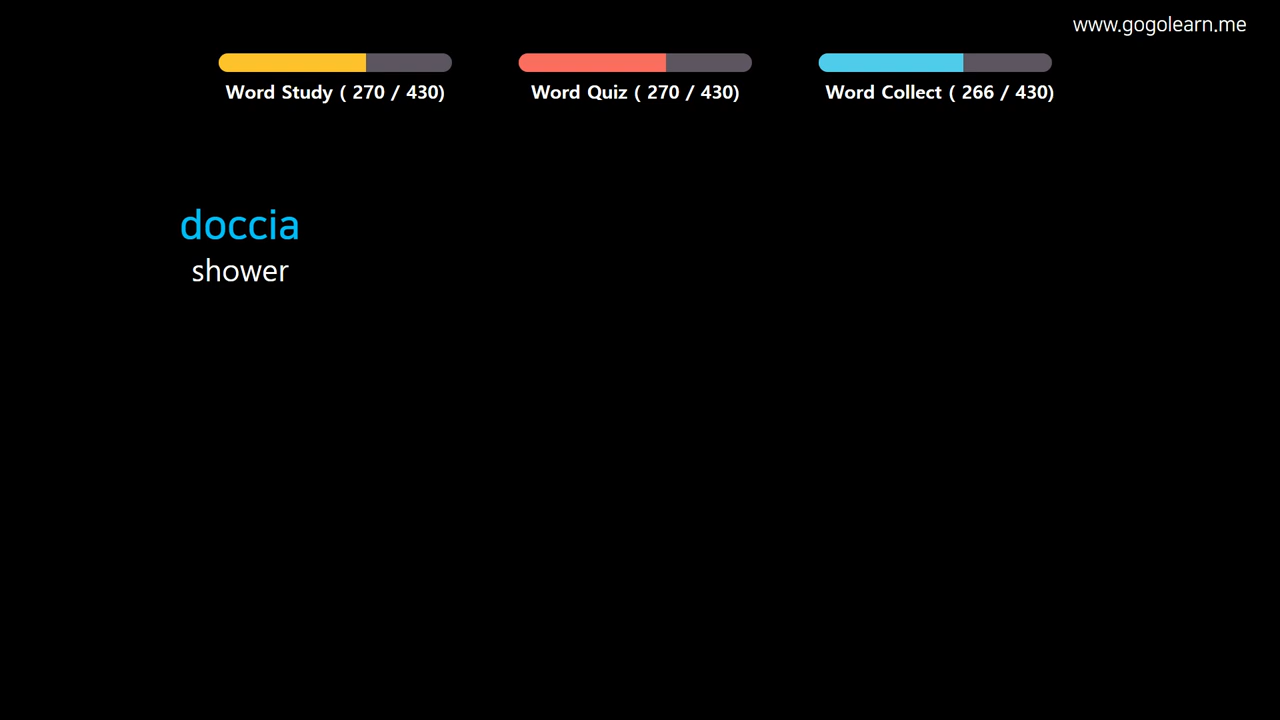 www.gogolearn.me
Word Study ( 270 / 430)
Word Quiz ( 270 / 430)
Word Collect ( 266 / 430)
doccia
shower